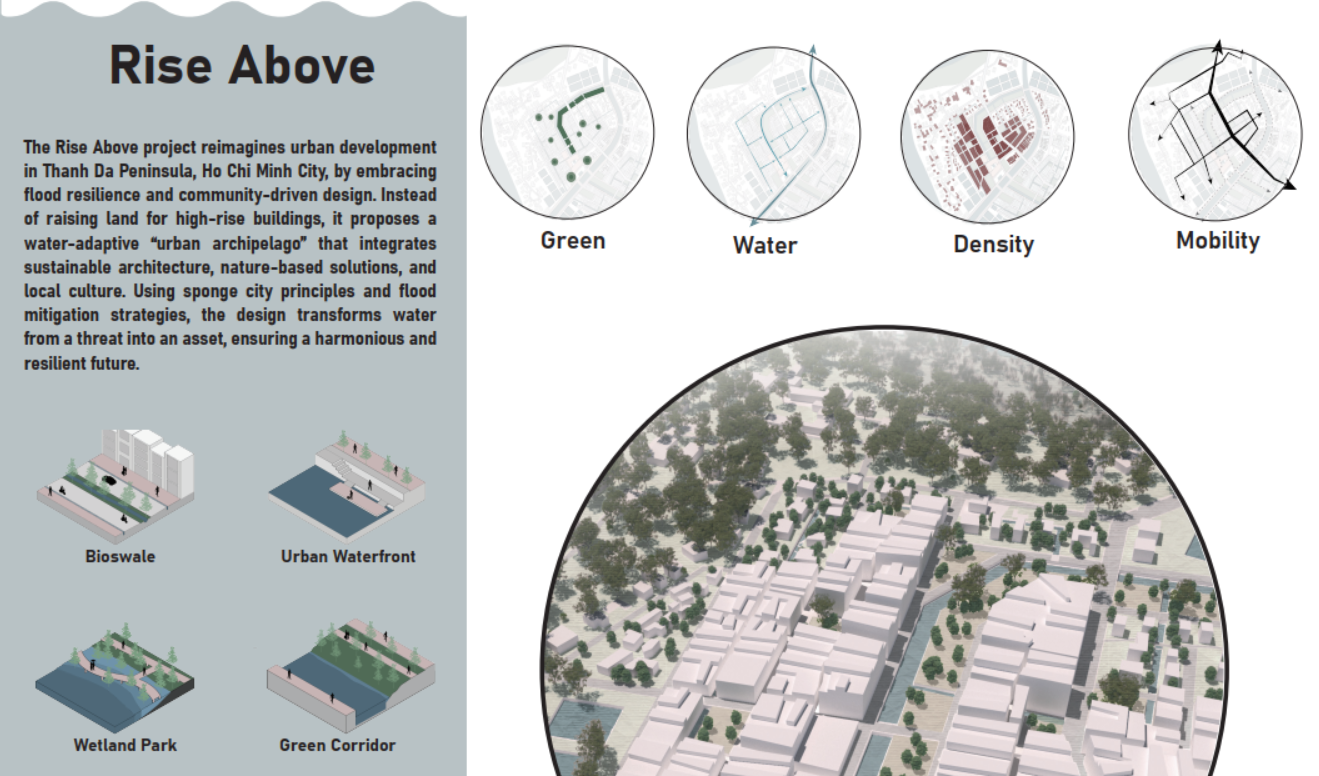 Rise Above
The Rise Above project reimagines urban development
in Thanh Da Peninsula, Ho Chi Minh City, by embracing
flood resilience and community-driven design. Instead
of raising land for high-rise buildings, it proposes a
water-adaptive “urban archipelago” that integrates
sustainable architecture, nature-based solutions, and
local culture. Using sponge city principles and flood
mitigation strategies, the design transforms water
from a threat into an asset, ensuring a harmonious and
resilient future.
Bioswale
Urban Waterfront
Wetland Park
Green Corridor
Green
Water
Density
Mobility